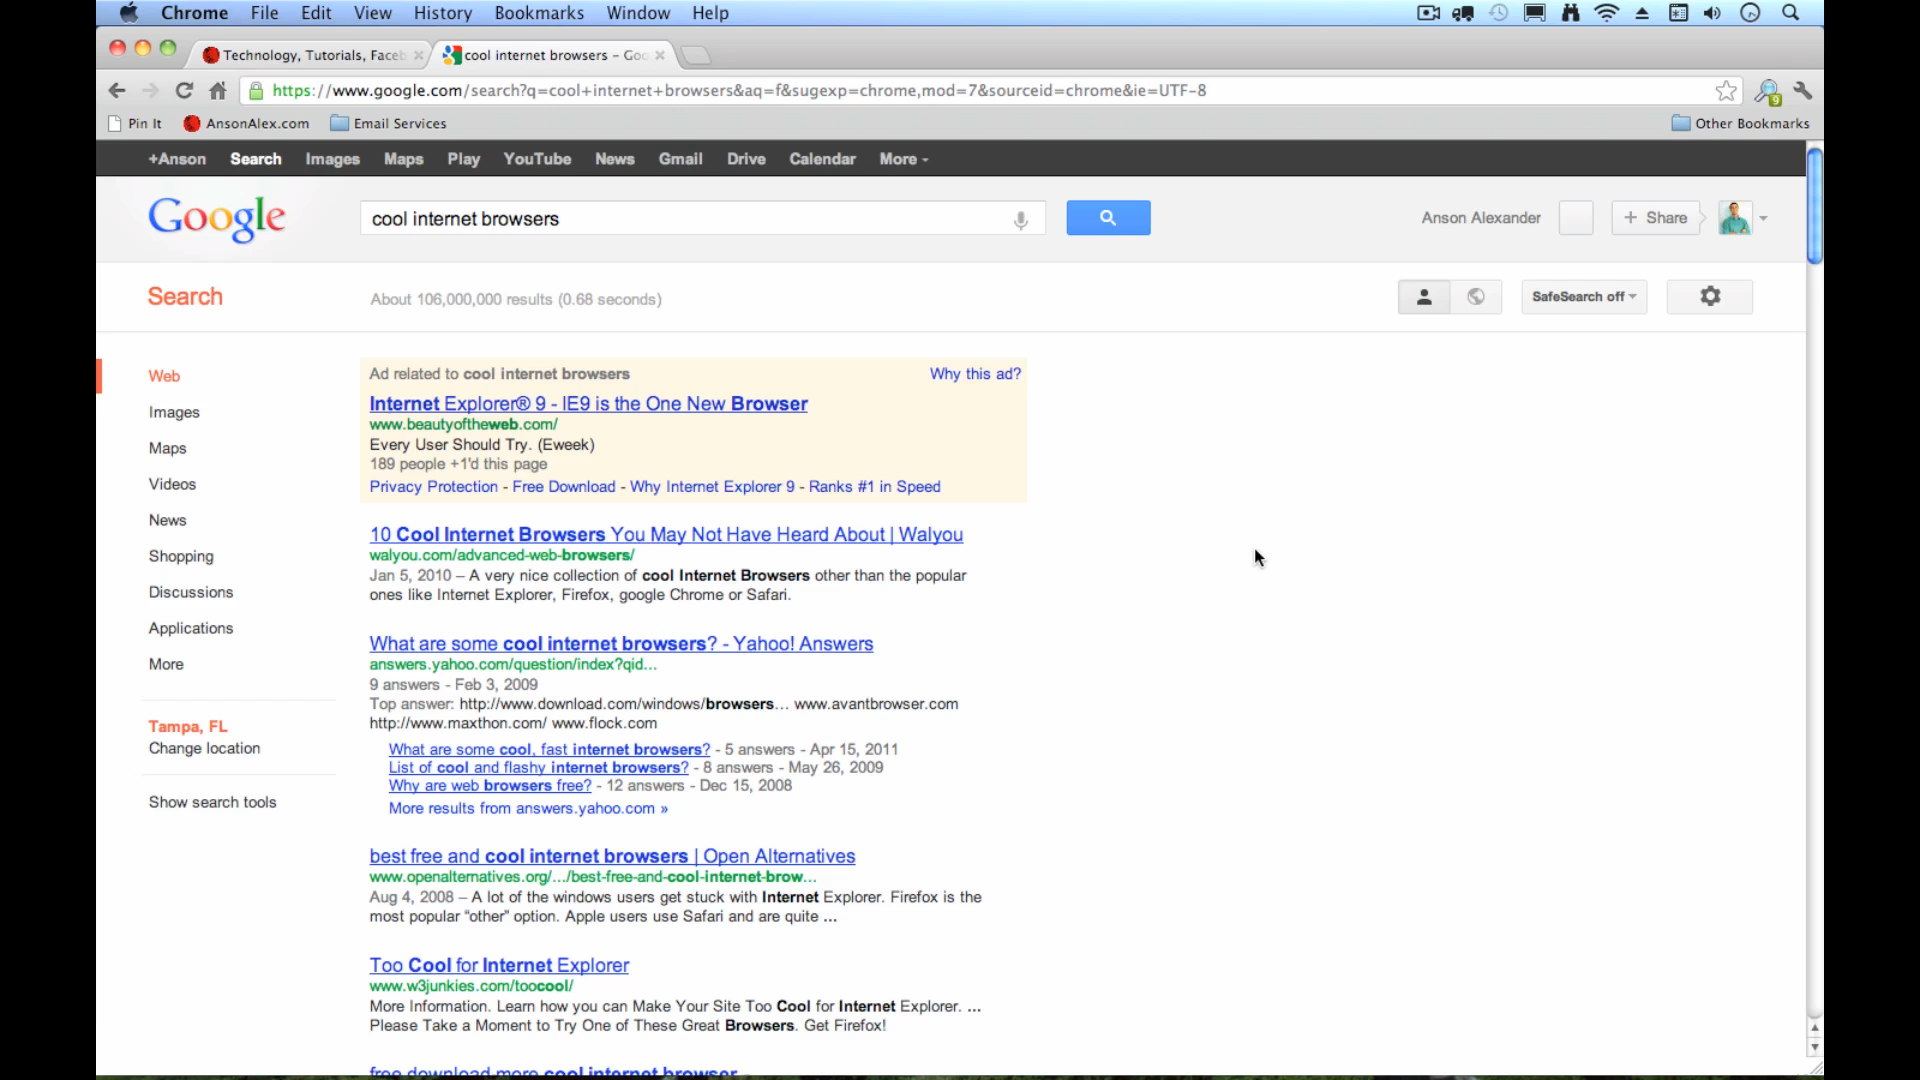 Chrome File Edit View History Bookmarks Window Help
Technology, Tutorials, Faceb
cool internet browsers - Goo
https://www.google.com/search?q=cool+internet+browsers&aq=f&sugexp=chrome,mod=7&sourceid=chrome&ie=UTF-8
9
Pin It AnsonAlex.com Email Services Other Bookmarks
+Anson Search Images Maps Play YouTube News Gmail Drive Calendar More
Google
cool internet browsers
Anson Alexander
+ Share
Search
About 106,000,000 results (0.68 seconds)
SafeSearch off
Web
Images
Maps
Videos
News
Shopping
Discussions
Applications
More
Tampa, FL
Change location
Show search tools
Ad related to cool internet browsers
Why this ad?
Internet Explorer® 9 - IE9 is the One New Browser
www.beautyoftheweb.com/
Every User Should Try. (Eweek)
189 people +1'd this page
Privacy Protection - Free Download - Why Internet Explorer 9 - Ranks #1 in Speed
10 Cool Internet Browsers You May Not Have Heard About | Walyou
walyou.com/advanced-web-browsers/
Jan 5, 2010 – A very nice collection of cool Internet Browsers other than the popular
ones like Internet Explorer, Firefox, google Chrome or Safari.
What are some cool internet browsers? - Yahoo! Answers
answers.yahoo.com/question/index?qid...
9 answers - Feb 3, 2009
Top answer: http://www.download.com/windows/browsers… www.avantbrowser.com
http://www.maxthon.com/ www.flock.com
What are some cool, fast internet browsers? - 5 answers - Apr 15, 2011
List of cool and flashy internet browsers? - 8 answers - May 26, 2009
Why are web browsers free? - 12 answers - Dec 15, 2008
More results from answers.yahoo.com »
best free and cool internet browsers | Open Alternatives
www.openalternatives.org/.../best-free-and-cool-internet-brow...
Aug 4, 2008 – A lot of the windows users get stuck with Internet Explorer. Firefox is the
most popular “other” option. Apple users use Safari and are quite ...
Too Cool for Internet Explorer
www.w3junkies.com/toocool/
More Information. Learn how you can Make Your Site Too Cool for Internet Explorer. ...
Please Take a Moment to Try One of These Great Browsers. Get Firefox!
free download more cool internet browser